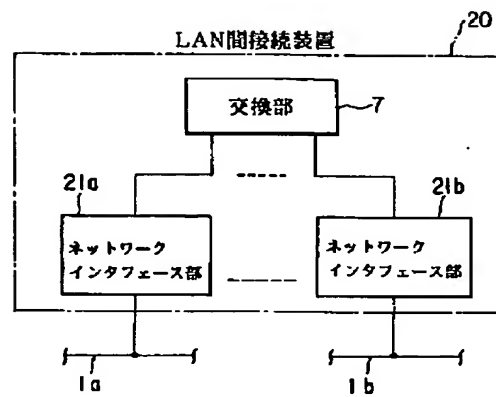 20
LAN間接続装置
交換部
7
21a
21b
ネットワーク
インタフェース部
ネットワーク
インタフェース部
1a
1b